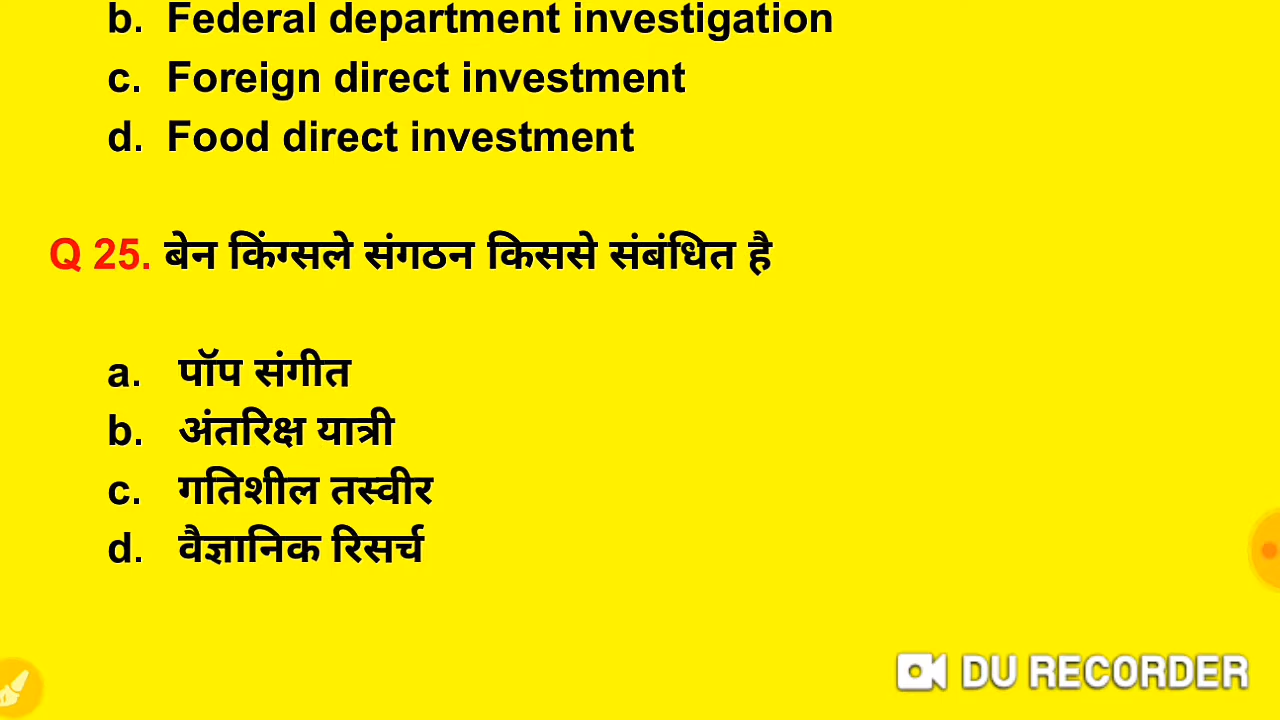 b. Federal department investigation
c. Foreign direct investment
d. Food direct investment
Q 25. बेन किंग्सले संगठन किससे संबंधित है
a. पॉप संगीत
b. अंतरिक्ष यात्री
c. गतिशील तस्वीर
d. वैज्ञानिक रिसर्च
DU RECORDER